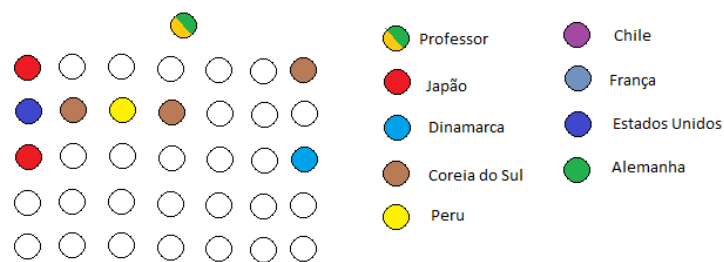 Professor
Japão
Dinamarca
Coreia do Sul
Peru
Chile
França
Estados Unidos
Alemanha